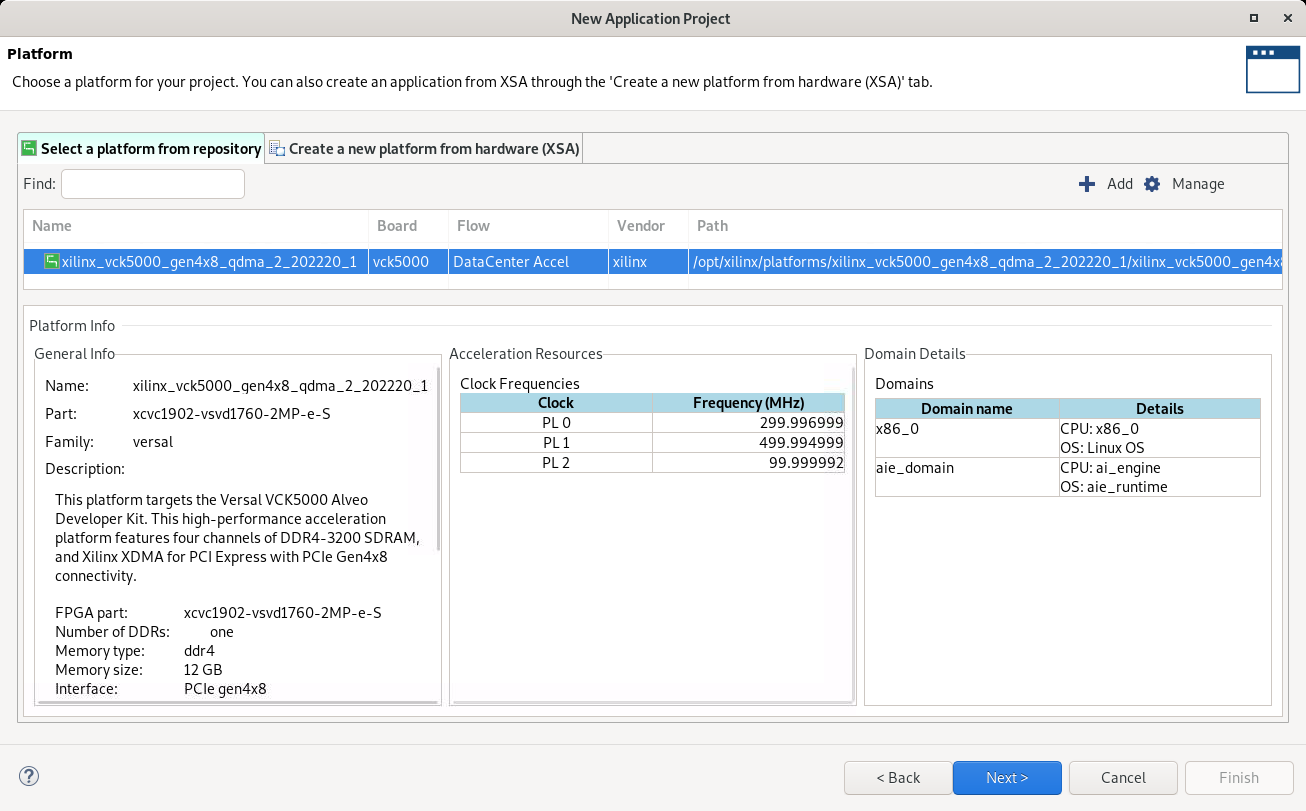 New Application Project
Platform
Choose a platform for your project. You can also create an application from XSA through the 'Create a new platform from hardware (XSA)' tab.
Select a platform from repository
Create a new platform from hardware (XSA)
Find:
Add
Manage
Name Board Flow Vendor Path
xilinx_vck5000_gen4x8_qdma_2_202220_1 vck5000 DataCenter Accel xilinx /opt/xilinx/platforms/xilinx_vck5000_gen4x8_qdma_2_202220_1/xilinx_vck5000_gen4x8
Platform Info
General Info
Name: xilinx_vck5000_gen4x8_qdma_2_202220_1
Part: xcvc1902-vsvd1760-2MP-e-S
Family: versal
Description:
This platform targets the Versal VCK5000 Alveo
Developer Kit. This high-performance acceleration
platform features four channels of DDR4-3200 SDRAM,
and Xilinx XDMA for PCI Express with PCIe Gen4x8
connectivity.
FPGA part: xcvc1902-vsvd1760-2MP-e-S
Number of DDRs: one
Memory type: ddr4
Memory size: 12 GB
Interface: PCIe gen4x8
Acceleration Resources
Clock Frequencies
Clock Frequency (MHz)
PL 0 299.996999
PL 1 499.994999
PL 2 99.999992
Domain Details
Domains
Domain name Details
x86_0 CPU: x86_0
OS: Linux OS
aie_domain CPU: ai_engine
OS: aie_runtime
?
< Back
Next >
Cancel
Finish